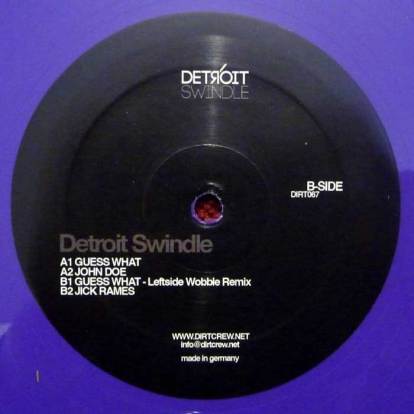 DETROIT
SWINDLE
B-SIDE
DIRT067
Detroit Swindle
A1 GUESS WHAT
A2 JOHN DOE
B1 GUESS WHAT - Leftside Wobble Remix
B2 JICK RAMES
WWW.DIRTCREW.NET
info@dirtcrew.net
made in germany